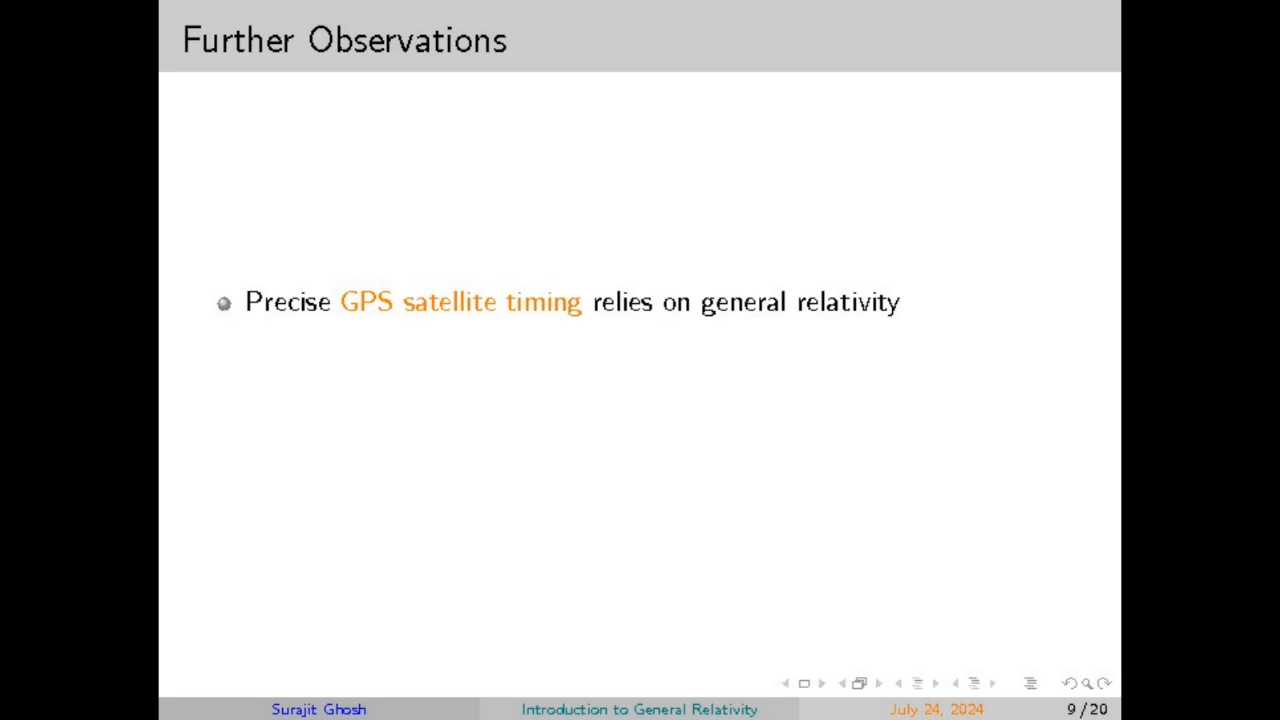 Further Observations
Precise GPS satellite timing relies on general relativity
Surajit Ghosh
Introduction to General Relativity
July 24, 2024
9/20